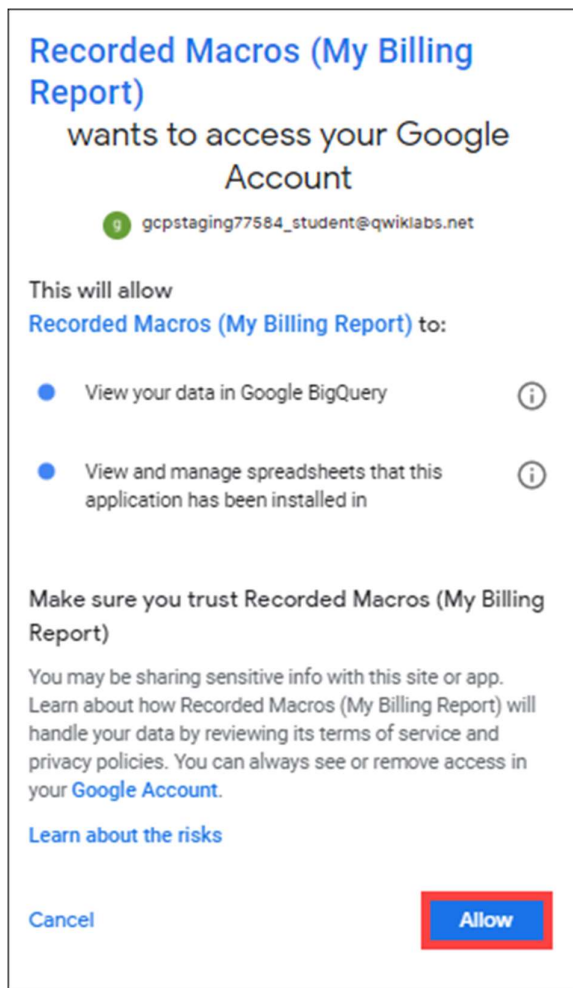 Recorded Macros (My Billing
Report)
wants to access your Google
Account
g gcpstaging77584_student@qwiklabs.net
This will allow
Recorded Macros (My Billing Report) to:
View your data in Google BigQuery
View and manage spreadsheets that this
application has been installed in
Make sure you trust Recorded Macros (My Billing
Report)
You may be sharing sensitive info with this site or app.
Learn about how Recorded Macros (My Billing Report) will
handle your data by reviewing its terms of service and
privacy policies. You can always see or remove access in
your Google Account.
Learn about the risks
Cancel Allow